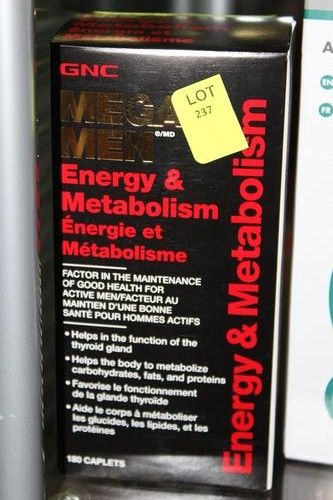 GNC
MEGA
MEN
®/MD
LOT
237
Energy &
Metabolism
Énergie et
Métabolisme
FACTOR IN THE MAINTENANCE
OF GOOD HEALTH FOR
ACTIVE MEN/FACTEUR AU
MAINTIEN D'UNE BONNE
SANTÉ POUR HOMMES ACTIFS
• Helps in the function of the
thyroid gland
• Helps the body to metabolize
carbohydrates, fats, and proteins
• Favorise le fonctionnement
de la glande thyroïde
• Aide le corps à métaboliser
les glucides, les lipides, et les
protéines
180 CAPLETS
Energy & Metabolism
A
EN
FR